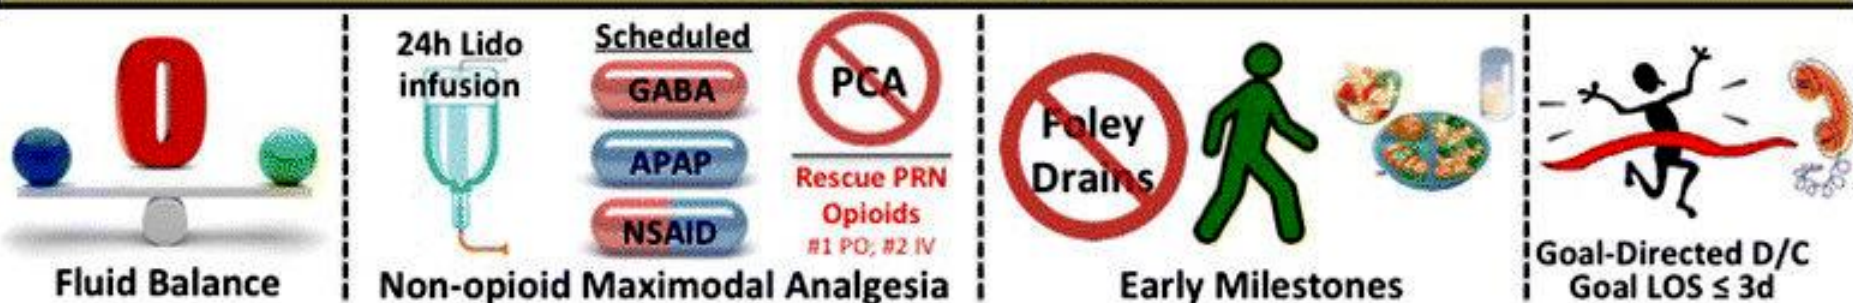 0
Fluid Balance
24h Lido
infusion
Scheduled
GABA
APAP
NSAID
PCA
Rescue PRN
Opioids
#1 PO; #2 IV
Non-opioid Maximodal Analgesia
Foley
Drains
Early Milestones
Goal-Directed D/C
Goal LOS ≤ 3d